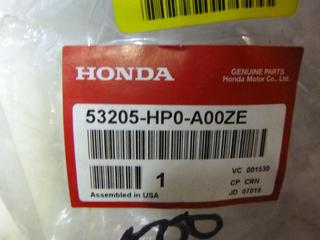 HONDA
GENUINE PARTS
Honda Motor Co., Ltd.
53205-HP0-A00ZE
1
Assembled in USA
VC 001530
CP CRN
JD 07019